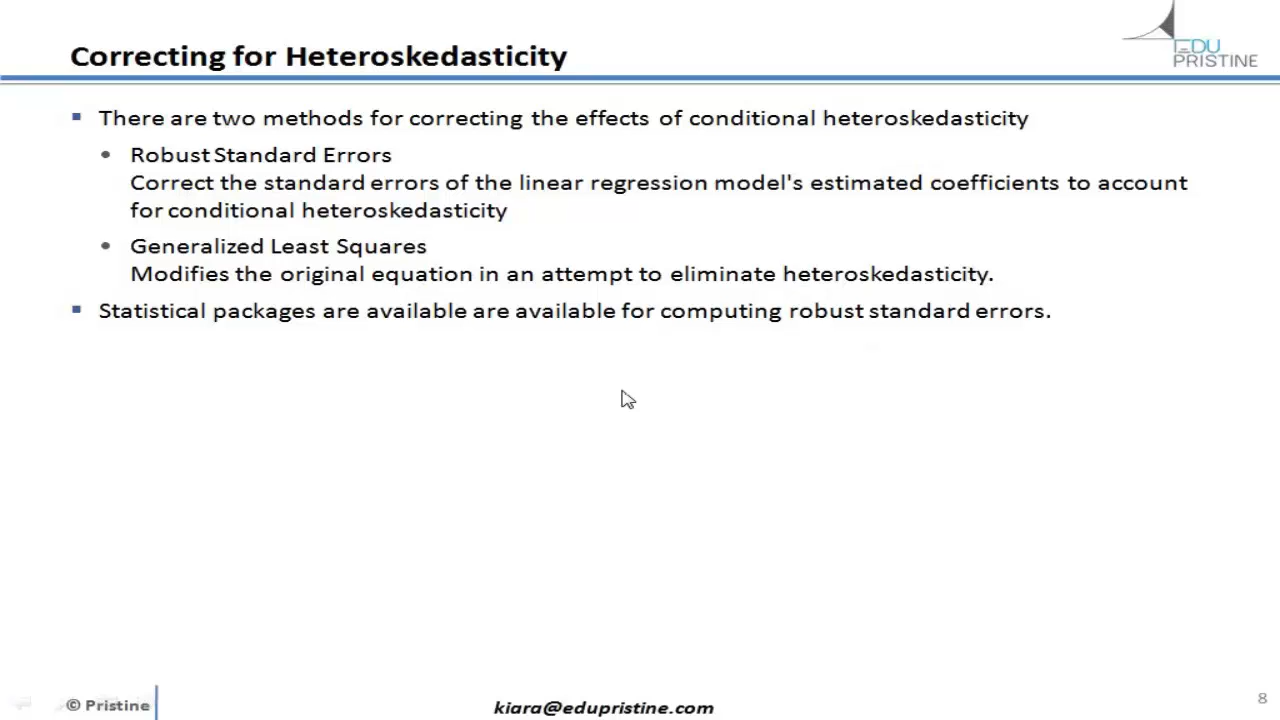 Correcting for Heteroskedasticity
EDU
PRISTINE
There are two methods for correcting the effects of conditional heteroskedasticity
Robust Standard Errors
Correct the standard errors of the linear regression model's estimated coefficients to account
for conditional heteroskedasticity
Generalized Least Squares
Modifies the original equation in an attempt to eliminate heteroskedasticity.
Statistical packages are available are available for computing robust standard errors.
© Pristine
kiara@edupristine.com
8